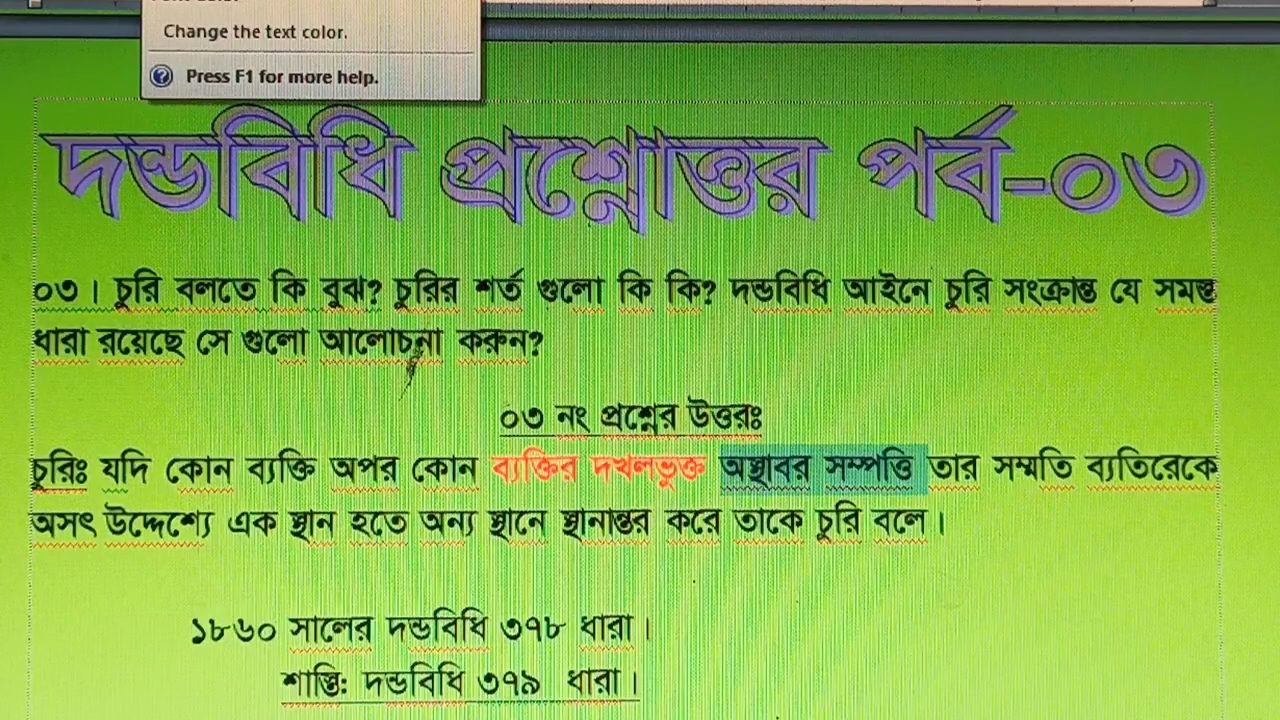 Change the text color.
Press F1 for more help.
দন্ডবিধি প্রশ্নোত্তর পর্ব-০৩
০৩। চুরি বলতে কি বুঝ? চুরির শর্ত গুলো কি কি? দন্ডবিধি আইনে চুরি সংক্রান্ত যে সমস্ত
ধারা রয়েছে সে গুলো আলোচনা করুন?
০৩ নং প্রশ্নের উত্তরঃ
চুরিঃ যদি কোন ব্যক্তি অপর কোন ব্যক্তির দখলভুক্ত অস্থাবর সম্পত্তি তার সম্মতি ব্যতিরেকে
অসৎ উদ্দেশ্যে এক স্থান হতে অন্য স্থানে স্থানান্তর করে তাকে চুরি বলে।
১৮৬০ সালের দন্ডবিধি ৩৭৮ ধারা।
শাস্তি: দন্ডবিধি ৩৭৯ ধারা।